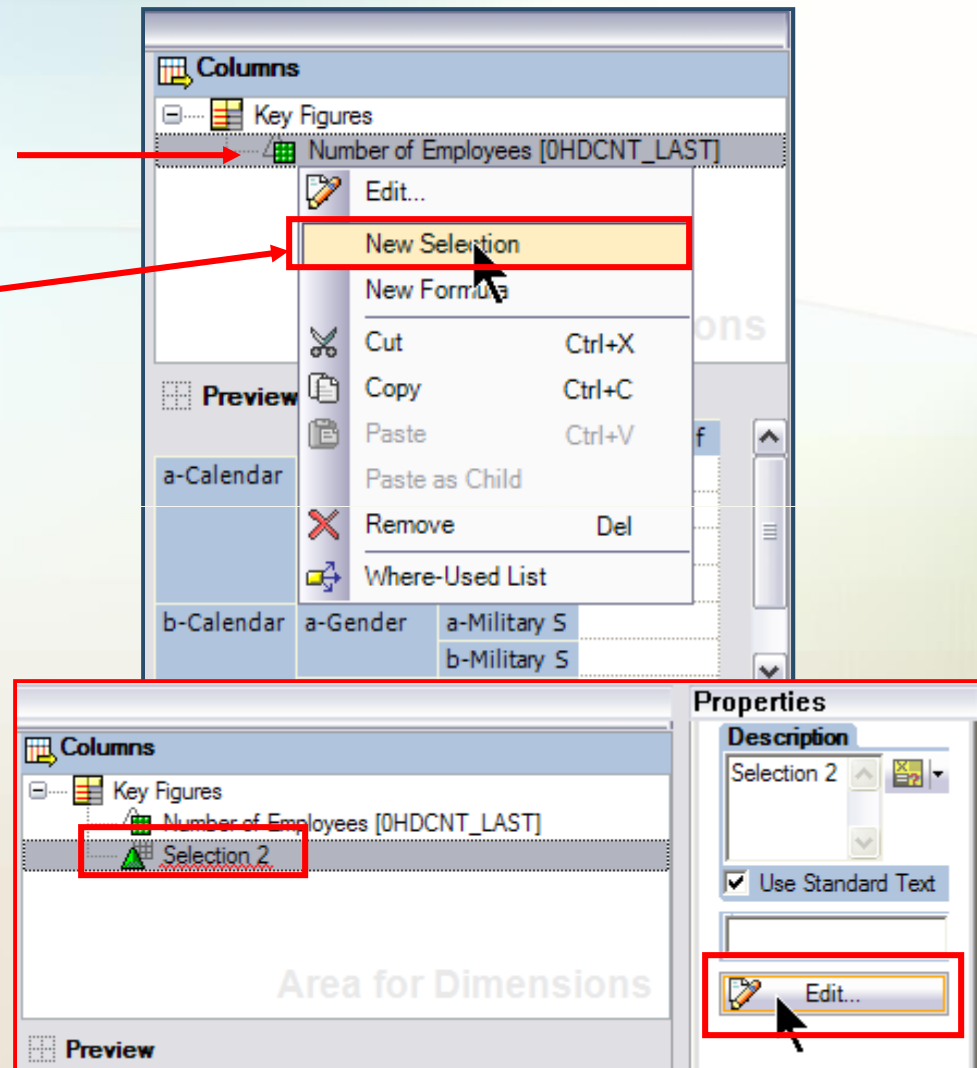 Columns
Key Figures
Number of Employees [0HDCNT_LAST]
Edit...
New Selection
New Formula
ons
Cut Ctrl+X
Copy Ctrl+C
Preview
Paste Ctrl+V
f
a-Calendar
Paste as Child
Remove Del
Where-Used List
b-Calendar a-Gender a-Military S
b-Military S
Properties
Columns
Description
Key Figures
Selection 2
Number of Employees [0HDCNT_LAST]
Selection 2
Use Standard Text
Area for Dimensions
Edit...
Preview